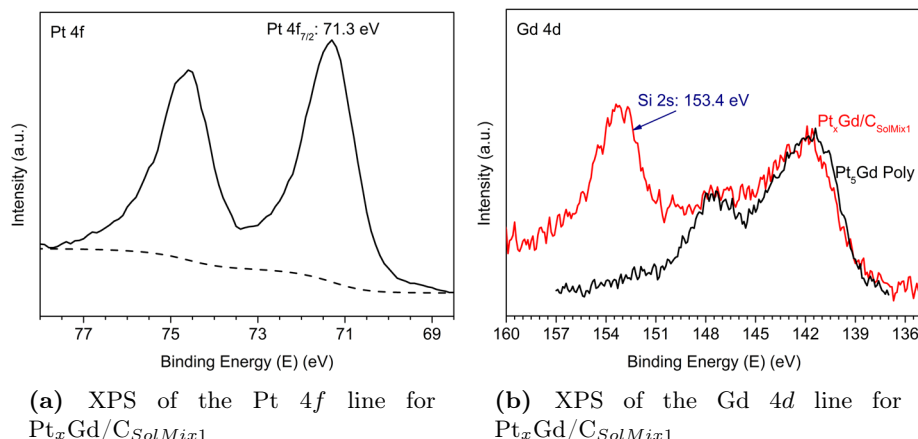 Pt 4f
Pt 4f7/2: 71.3 eV
Intensity (a.u.)
77 75 73 71 69
Binding Energy (E) (eV)
(a) XPS of the Pt 4f line for
PtxGd/CSolMix1
Gd 4d
Si 2s: 153.4 eV
PtxGd/CSolMix1
Pt5Gd Poly
Intensity (a.u.)
160 157 154 151 148 145 142 139 136
Binding Energy (E) (eV)
(b) XPS of the Gd 4d line for
PtxGd/CSolMix1